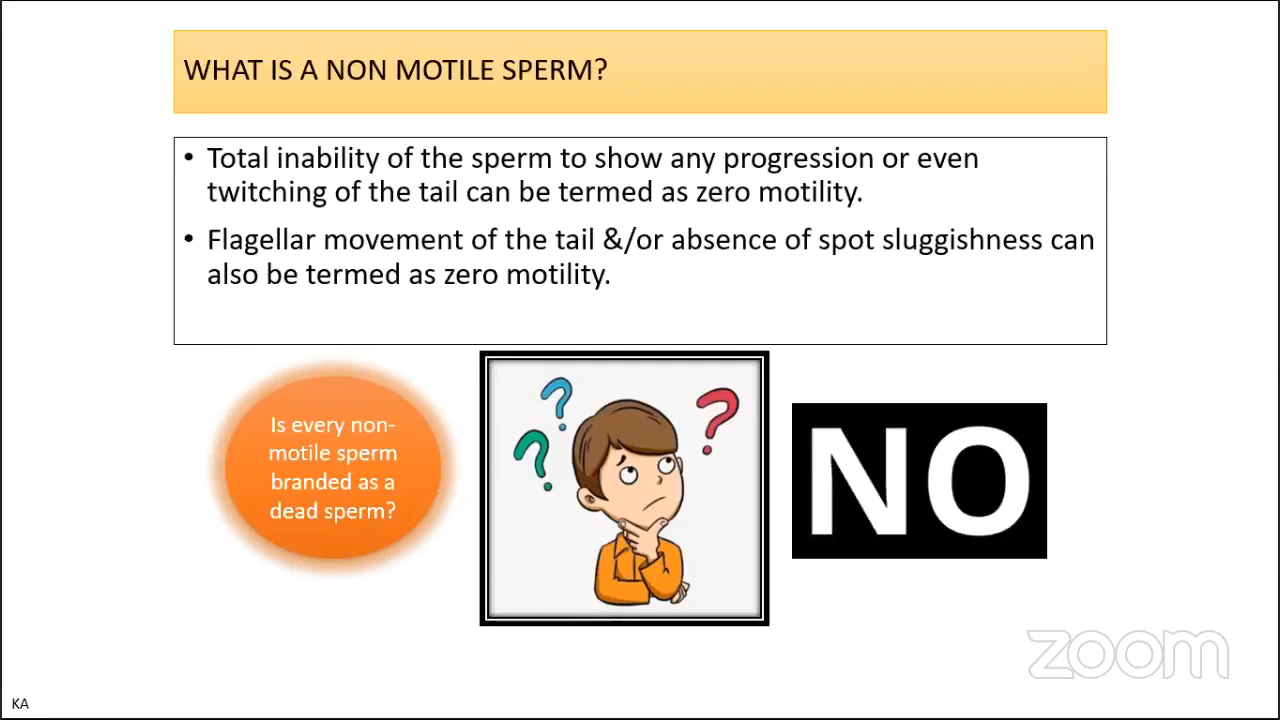 WHAT IS A NON MOTILE SPERM?
• Total inability of the sperm to show any progression or even
twitching of the tail can be termed as zero motility.
• Flagellar movement of the tail &/or absence of spot sluggishness can
also be termed as zero motility.
Is every non-
motile sperm
branded as a
dead sperm?
? ? ?
NO
zoom
KA